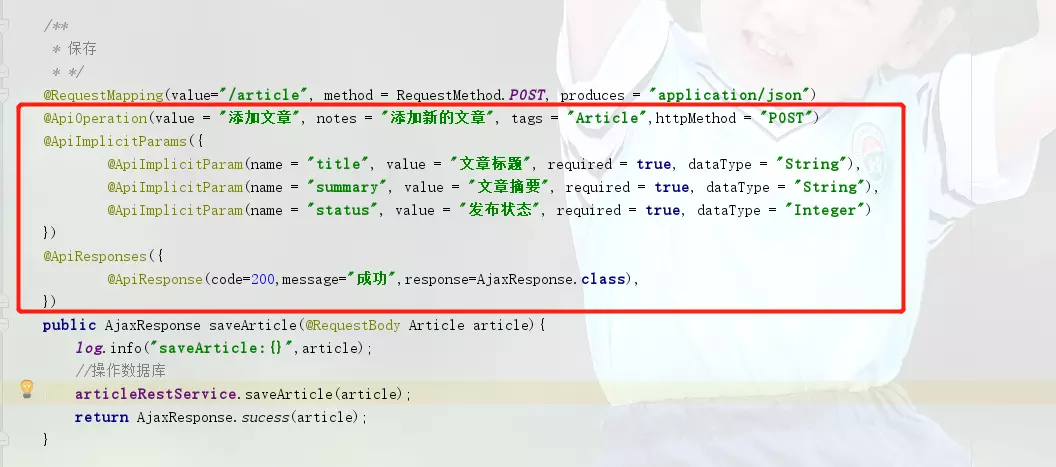 /**
* 保存
* */
@RequestMapping(value="/article", method = RequestMethod.POST, produces = "application/json")
@ApiOperation(value = "添加文章", notes = "添加新的文章", tags = "Article",httpMethod = "POST")
@ApiImplicitParams({
@ApiImplicitParam(name = "title", value = "文章标题", required = true, dataType = "String"),
@ApiImplicitParam(name = "summary", value = "文章摘要", required = true, dataType = "String"),
@ApiImplicitParam(name = "status", value = "发布状态", required = true, dataType = "Integer")
})
@ApiResponses({
@ApiResponse(code=200,message="成功",response=AjaxResponse.class),
})
public AjaxResponse saveArticle(@RequestBody Article article){
log.info("saveArticle:{}",article);
//操作数据库
articleRestService.saveArticle(article);
return AjaxResponse.sucess(article);
}